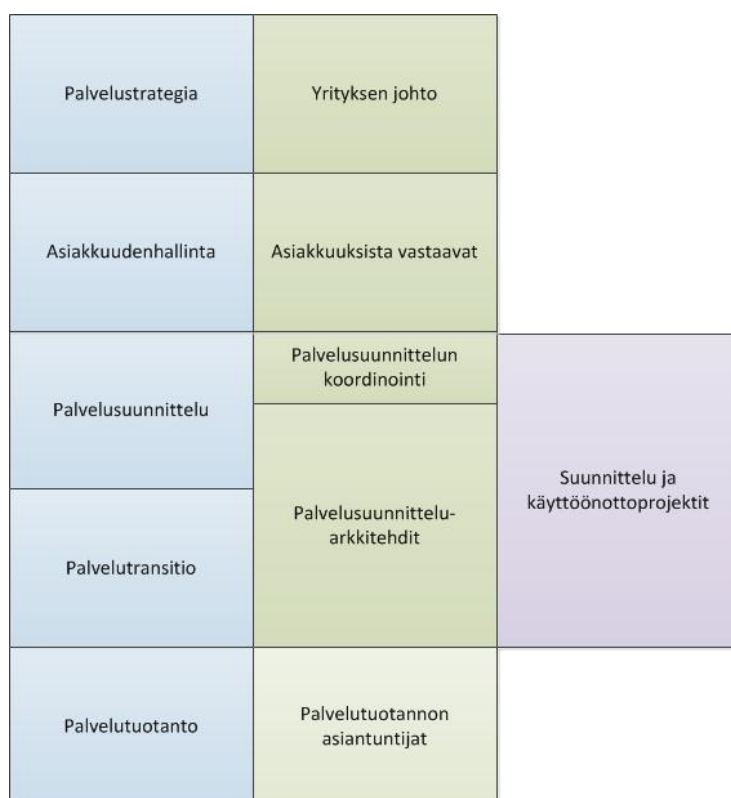 Palvelustrategia
Yrityksen johto
Asiakkuudenhallinta
Asiakkuuksista vastaavat
Palvelusuunnittelu
Palvelusuunnittelun
koordinointi
Palvelusuunnittelu-
arkkitehdit
Suunnittelu ja
käyttöönottoprojektit
Palvelutransitio
Palvelutuotanto
Palvelutuotannon
asiantuntijat